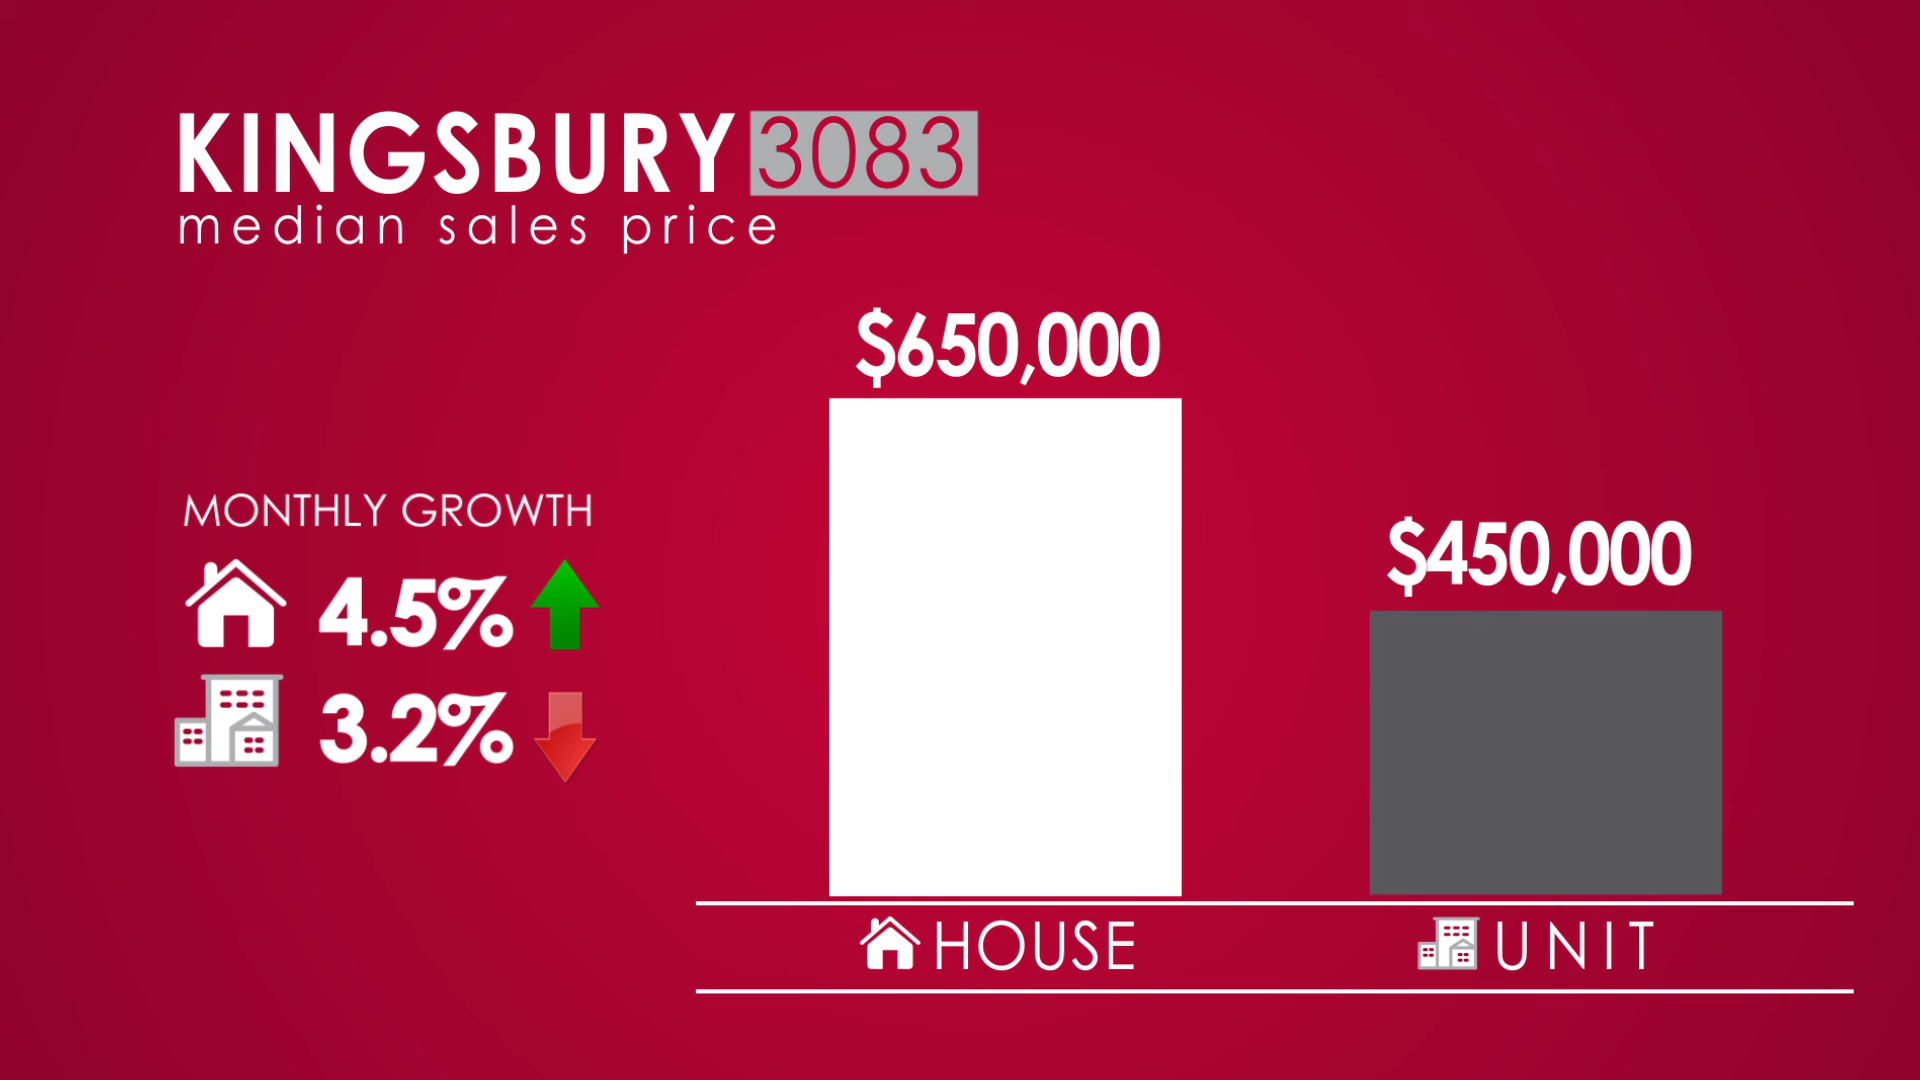 KINGSBURY 3083
median sales price
$650,000
$450,000
MONTHLY GROWTH
4.5%
3.2%
HOUSE
UNIT